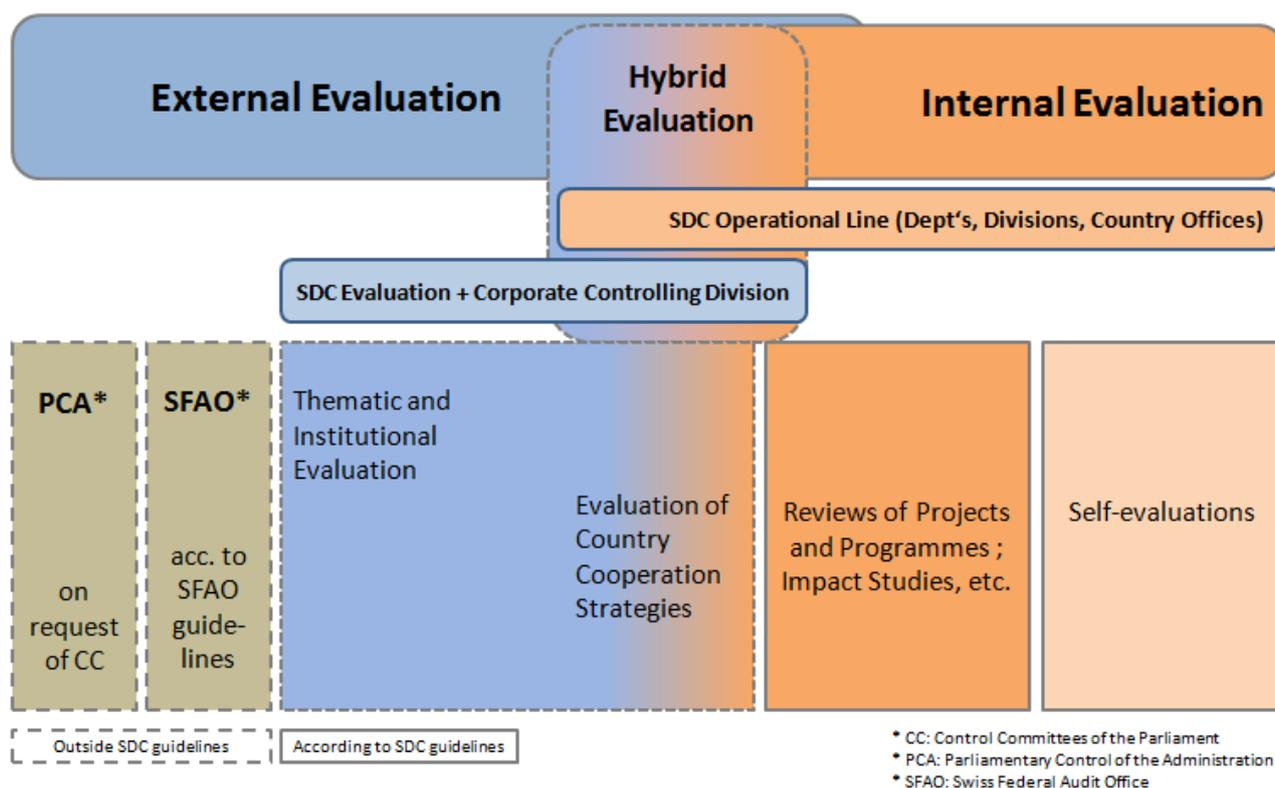 External Evaluation
Hybrid
Evaluation
Internal Evaluation
SDC Operational Line (Dept‘s, Divisions, Country Offices)
SDC Evaluation + Corporate Controlling Division
PCA*
on
request
of CC
SFAO*
acc. to
SFAO
guide-
lines
Thematic and
Institutional
Evaluation
Evaluation of
Country
Cooperation
Strategies
Reviews of Projects
and Programmes ;
Impact Studies, etc.
Self-evaluations
Outside SDC guidelines
According to SDC guidelines
* CC: Control Committees of the Parliament
* PCA: Parliamentary Control of the Administration
* SFAO: Swiss Federal Audit Office